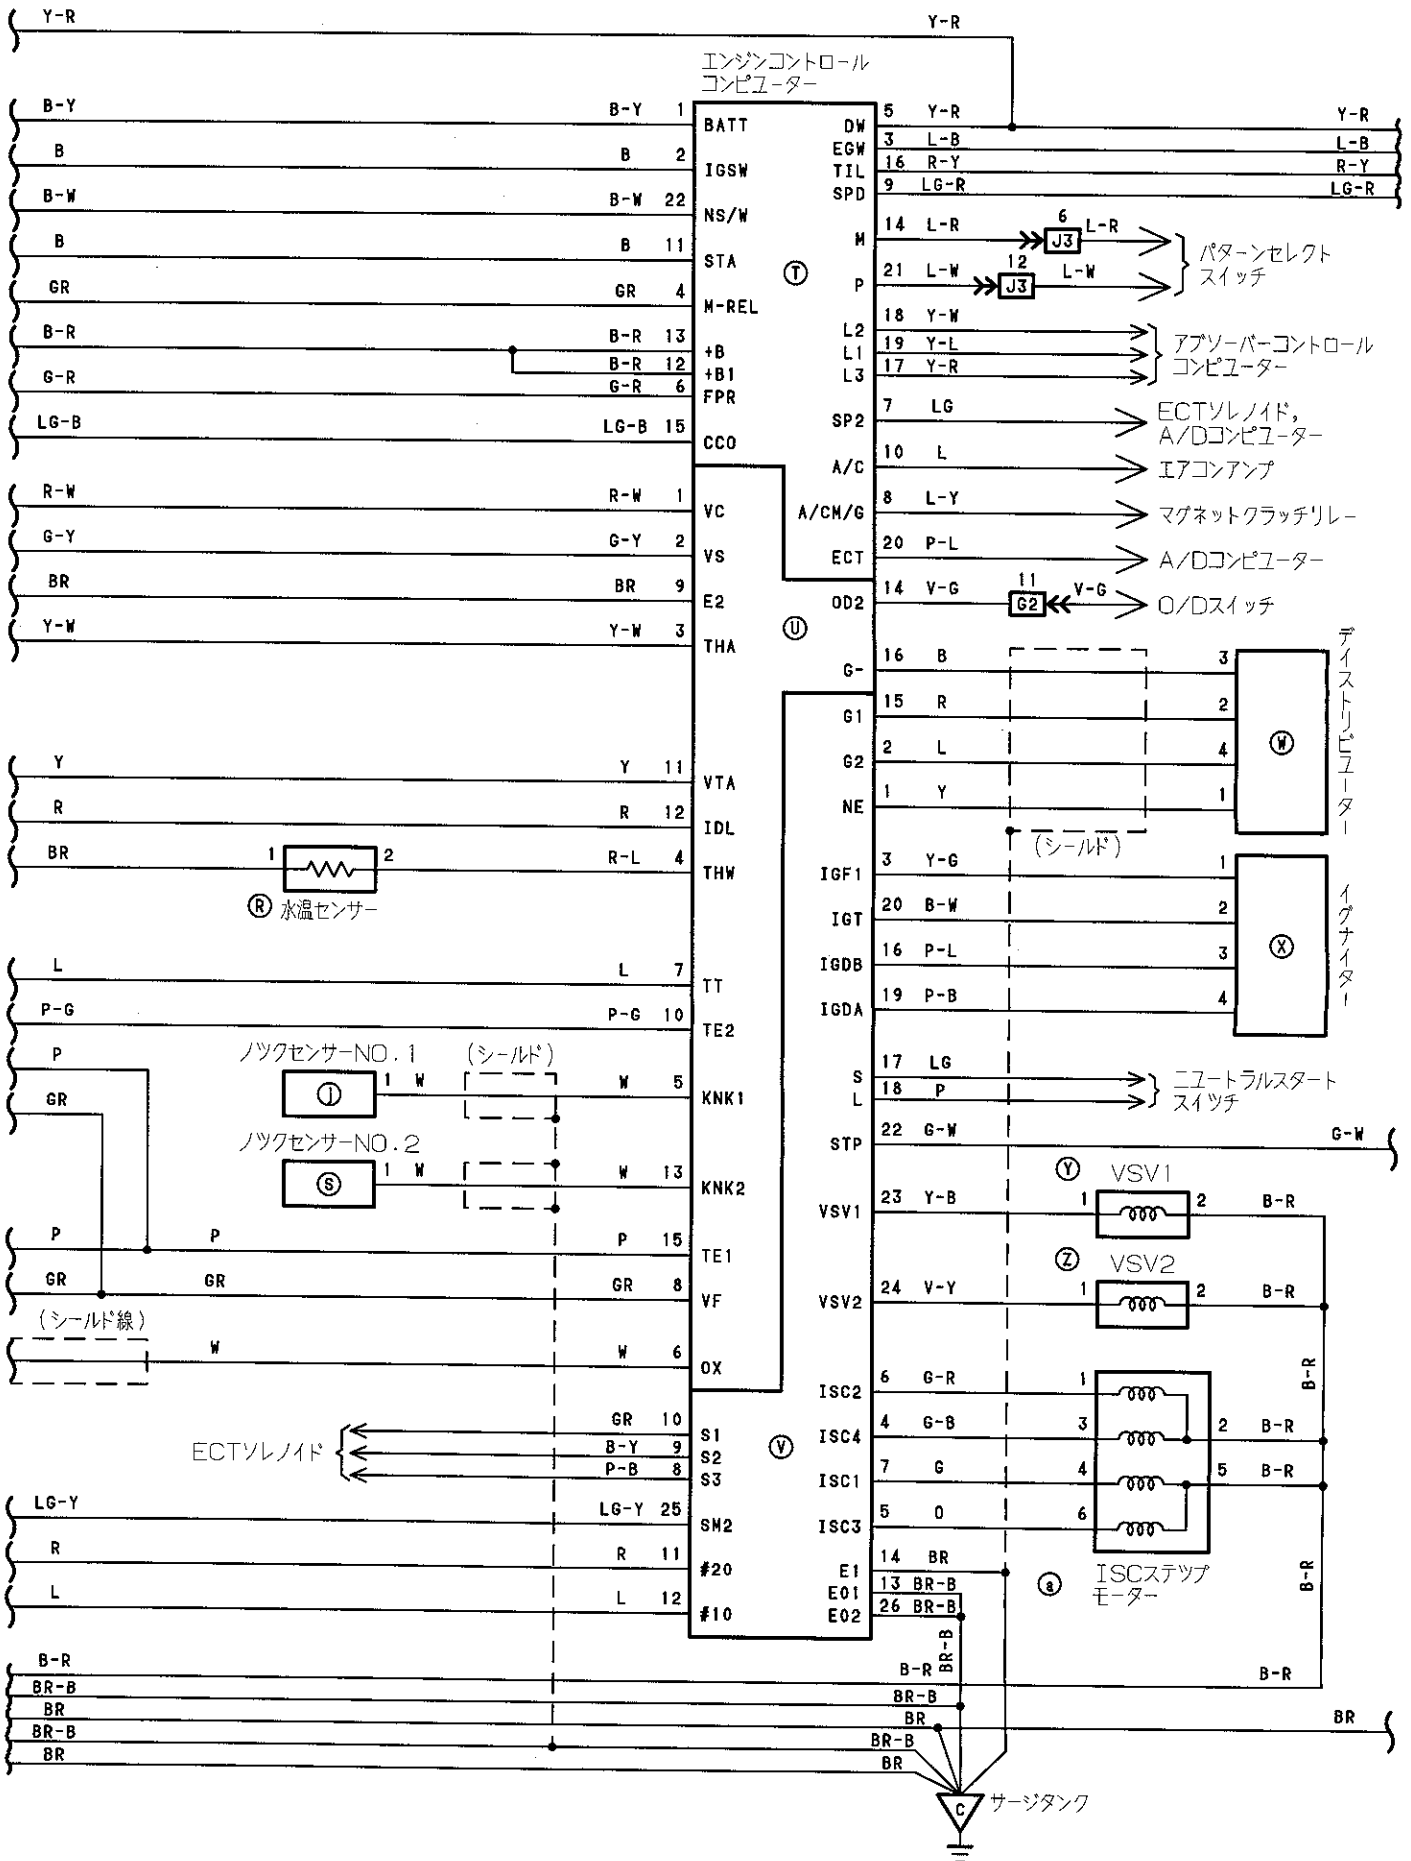 Y-R Y-R
エンジンコントロール
コンピユーター
B-Y B-Y 1 BATT DW 5 Y-R Y-R
EGW 3 L-B L-B
B B 2 IGSW TIL 16 R-Y R-Y
SPD 9 LG-R LG-R
B-W B-W 22 NS/W
M 14 L-R 6 J3 L-R
パターンセレクト
スイッチ
B B 11 STA
T
P 21 L-W 12 J3 L-W
GR GR 4 M-REL
L2 18 Y-W
B-R B-R 13 +B L1 19 Y-L
アブソーバーコントロール
コンピユーター
B-R 12 +B1 L3 17 Y-R
G-R G-R 6 FPR
SP2 7 LG
ECTソレノイド,
A/Dコンピユーター
LG-B LG-B 15 CCO
A/C 10 L エアコンアンプ
R-W R-W 1 VC A/CM/G 8 L-Y マグネットクラッチリレー
G-Y G-Y 2 VS ECT 20 P-L A/Dコンピユーター
BR BR 9 E2 OD2 14 V-G 11 G2 V-G O/Dスイッチ
Y-W Y-W 3 THA
U
G- 16 B 3
G1 15 R 2
G2 2 L 4
NE 1 Y 1
W
デイストリビユーター
(シールド)
Y Y 11 VTA
R R 12 IDL
BR 1 2 R-L 4 THW
R 水温センサー
IGF1 3 Y-G 1
IGT 20 B-W 2
IGDB 16 P-L 3
IGDA 19 P-B 4
X
イグナイター
L L 7 TT
P-G P-G 10 TE2
P
ノツクセンサーNO.1 (シールド)
j 1 W W 5 KNK1
GR
S 17 LG
L 18 P
ニユートラルスタート
スイツチ
ノツクセンサーNO.2
S 1 W W 13 KNK2
STP 22 G-W G-W
Y VSV1
VSV1 23 Y-B 1 2 B-R
P P P 15 TE1
Z VSV2
GR GR GR 8 VF VSV2 24 V-Y 1 2 B-R
(シールド線)
W W 6 OX
B-R
ISC2 6 G-R 1
ISC4 4 G-B 3 2 B-R
ISC1 7 G 4 5 B-R
ISC3 5 O 6
a ISCステツプ
モーター
B-R
V
ECTソレノイド
GR 10 S1
B-Y 9 S2
P-B 8 S3
LG-Y LG-Y 25 SM2
R R 11 #20
L L 12 #10
E1 14 BR
E01 13 BR-B
E02 26 BR-B
BR-B
B-R B-R B-R
BR-B BR-B
BR BR BR
BR-B BR-B
BR BR
C サージタンク